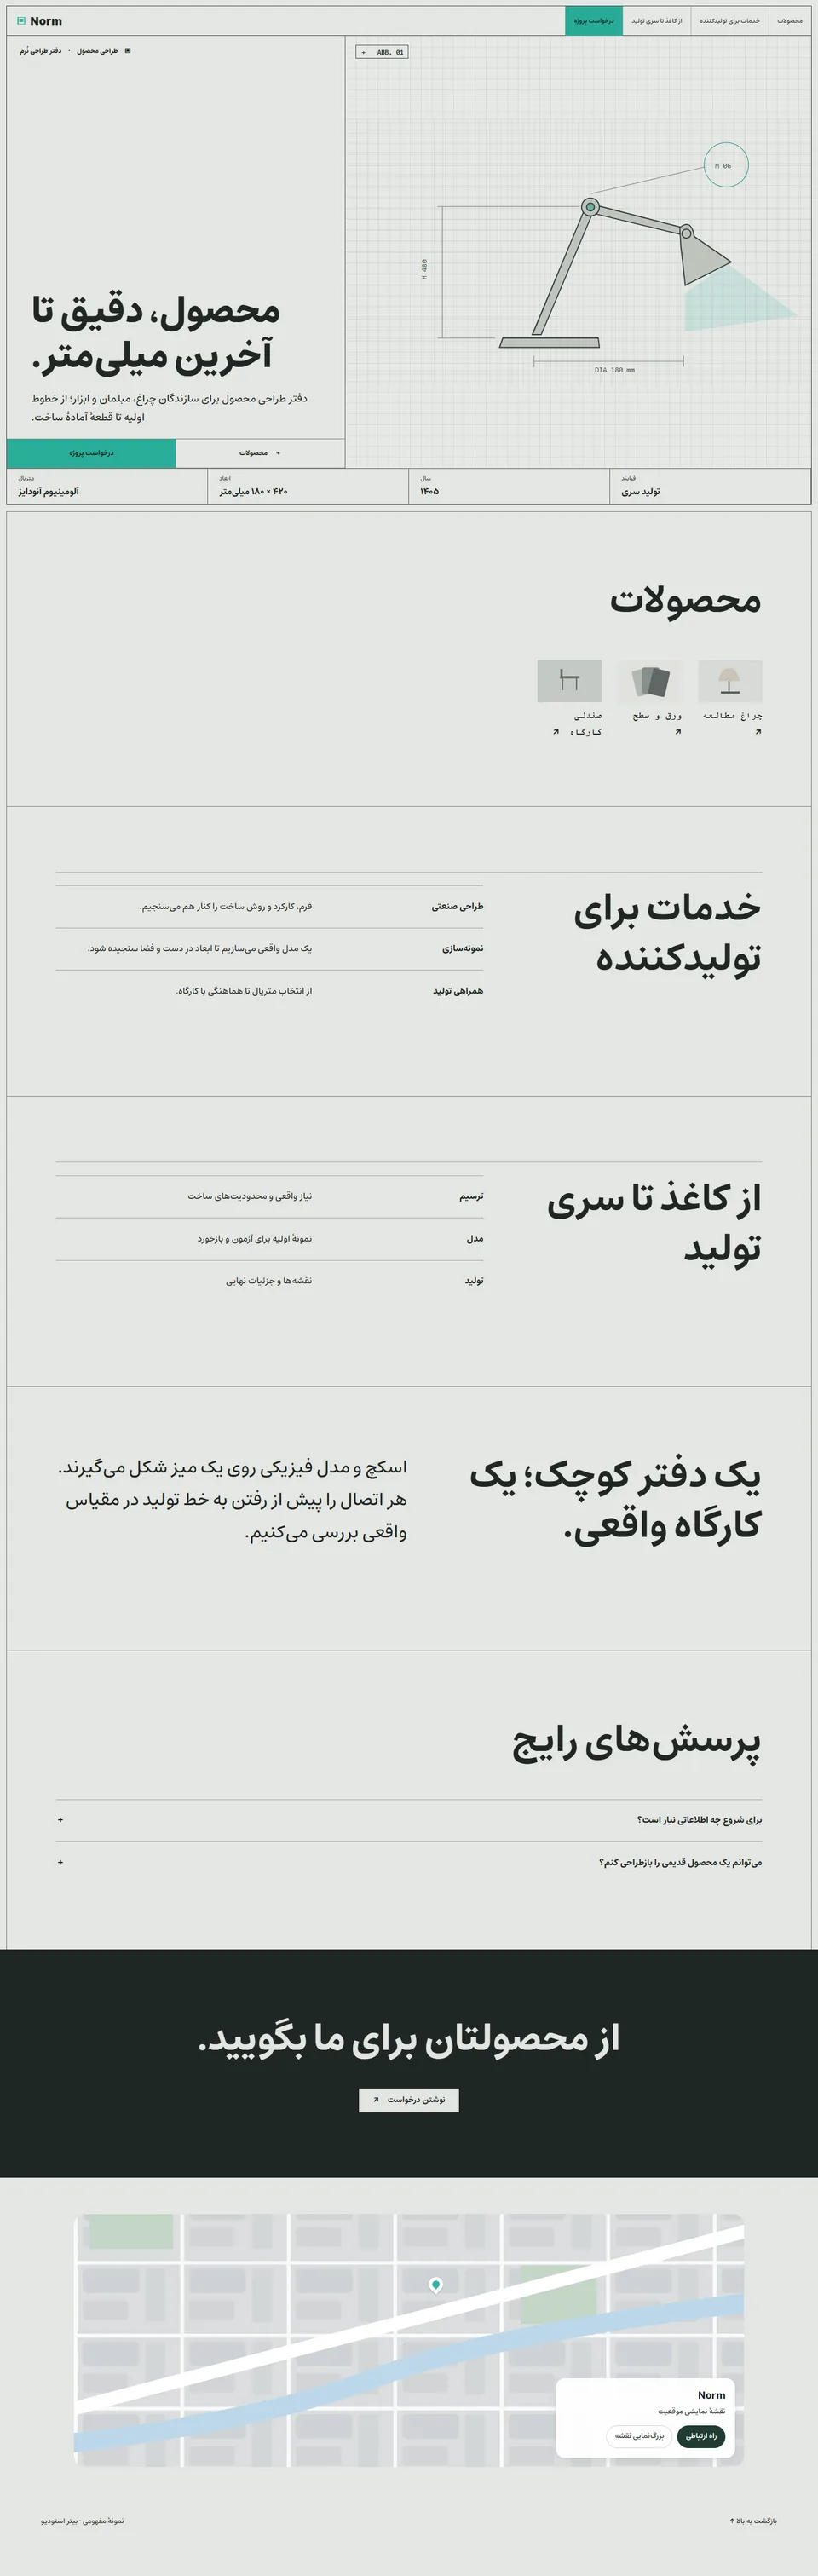 محصولات
خدمات برای تولیدکننده
از کاغذ تا سری تولید
درخواست پروژه
Norm
ABB. 01 +
M 06
H 480
DIA 180 mm
طراحی محصول · دفتر طراحی نُرم
محصول، دقیق تا
آخرین میلی‌متر.
دفتر طراحی محصول برای سازندگان چراغ، مبلمان و ابزار؛ از خطوط
اولیه تا قطعهٔ آمادهٔ ساخت.
+ محصولات
درخواست پروژه
فرایند
تولید سری
سال
۱۴۰۵
ابعاد
۴۲۰ × ۱۸۰ میلی‌متر
متریال
آلومینیوم آنودایز
محصولات
چراغ مطالعه
↗
ورق و سطح
↗
صندلی
کارگاه ↗
خدمات برای
تولیدکننده
طراحی صنعتی
فرم، کارکرد و روش ساخت را کنار هم می‌سنجیم.
نمونه‌سازی
یک مدل واقعی می‌سازیم تا ابعاد در دست و فضا سنجیده شود.
همراهی تولید
از انتخاب متریال تا هماهنگی با کارگاه.
از کاغذ تا سری
تولید
ترسیم
نیاز واقعی و محدودیت‌های ساخت
مدل
نمونهٔ اولیه برای آزمون و بازخورد
تولید
نقشه‌ها و جزئیات نهایی
یک دفتر کوچک؛ یک
کارگاه واقعی.
اسکچ و مدل فیزیکی روی یک میز شکل می‌گیرند.
هر اتصال را پیش از رفتن به خط تولید در مقیاس
واقعی بررسی می‌کنیم.
پرسش‌های رایج
برای شروع چه اطلاعاتی نیاز است؟ +
می‌توانم یک محصول قدیمی را بازطراحی کنم؟ +
از محصولتان برای ما بگویید.
نوشتن درخواست ↗
Norm
نقشهٔ نمایشی موقعیت
راه ارتباطی
بزرگ‌نمایی نقشه
بازگشت به بالا ↑
نمونهٔ مفهومی · بیتر استودیو